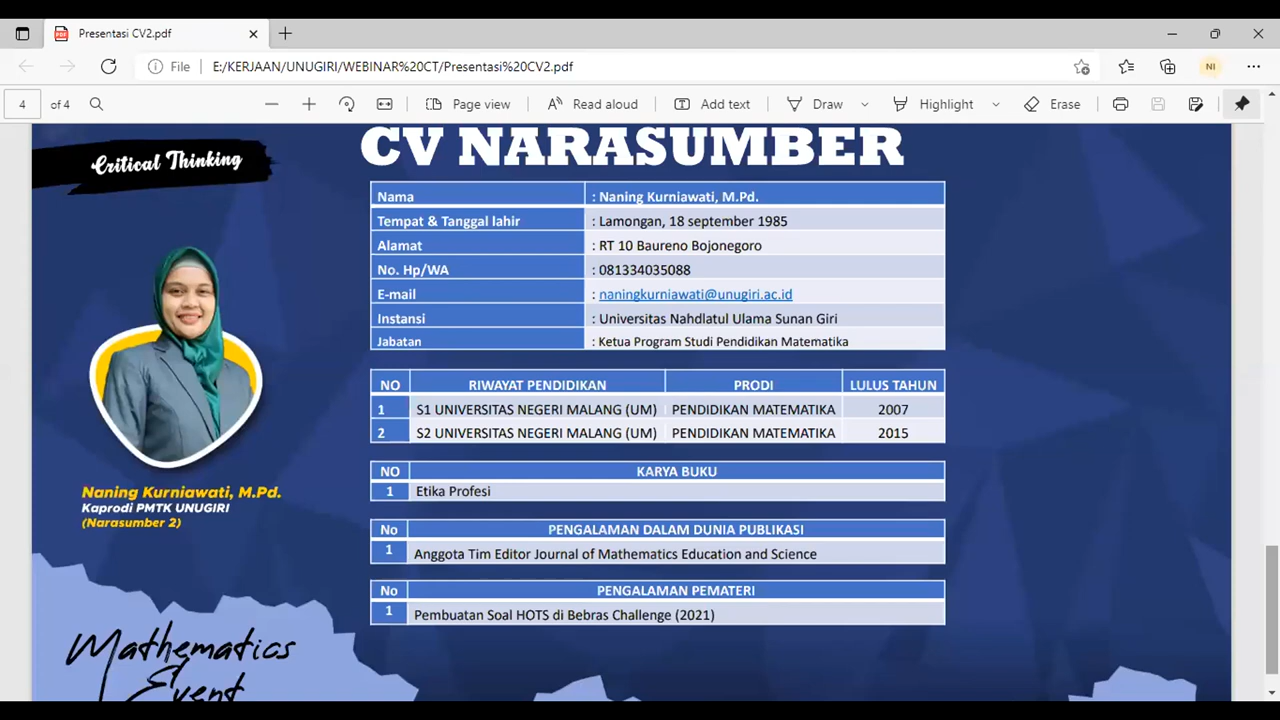 Presentasi CV2.pdf
File E:/KERJAAN/UNUGIRI/WEBINAR%20CT/Presentasi%20CV2.pdf NI
4 of 4 Page view Read aloud Add text Draw Highlight Erase
Critical Thinking
CV NARASUMBER
Nama : Naning Kurniawati, M.Pd.
Tempat & Tanggal lahir : Lamongan, 18 september 1985
Alamat : RT 10 Baureno Bojonegoro
No. Hp/WA : 081334035088
E-mail : naningkurniawati@unugiri.ac.id
Instansi : Universitas Nahdlatul Ulama Sunan Giri
Jabatan : Ketua Program Studi Pendidikan Matematika
NO RIWAYAT PENDIDIKAN PRODI LULUS TAHUN
1 S1 UNIVERSITAS NEGERI MALANG (UM) PENDIDIKAN MATEMATIKA 2007
2 S2 UNIVERSITAS NEGERI MALANG (UM) PENDIDIKAN MATEMATIKA 2015
NO KARYA BUKU
1 Etika Profesi
No PENGALAMAN DALAM DUNIA PUBLIKASI
1 Anggota Tim Editor Journal of Mathematics Education and Science
No PENGALAMAN PEMATERI
1 Pembuatan Soal HOTS di Bebras Challenge (2021)
Naning Kurniawati, M.Pd.
Kaprodi PMTK UNUGIRI
(Narasumber 2)
Mathematics
Event